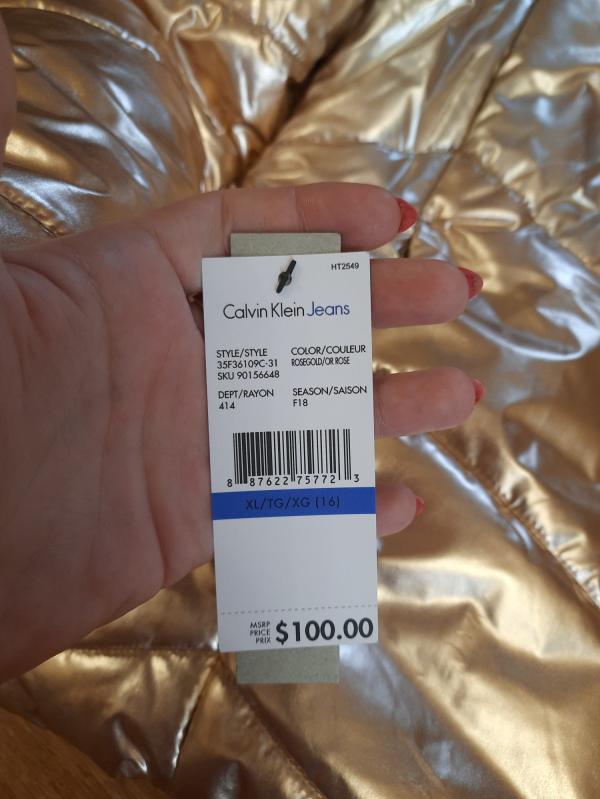 HT2549
Calvin Klein Jeans
STYLE/STYLE COLOR/COULEUR
35F36109C-31 ROSEGOLD/OR ROSE
SKU 90156648
DEPT/RAYON SEASON/SAISON
414 F18
8 87622 75772 3
XL/TG/XG (16)
MSRP
PRICE $100.00
PRIX